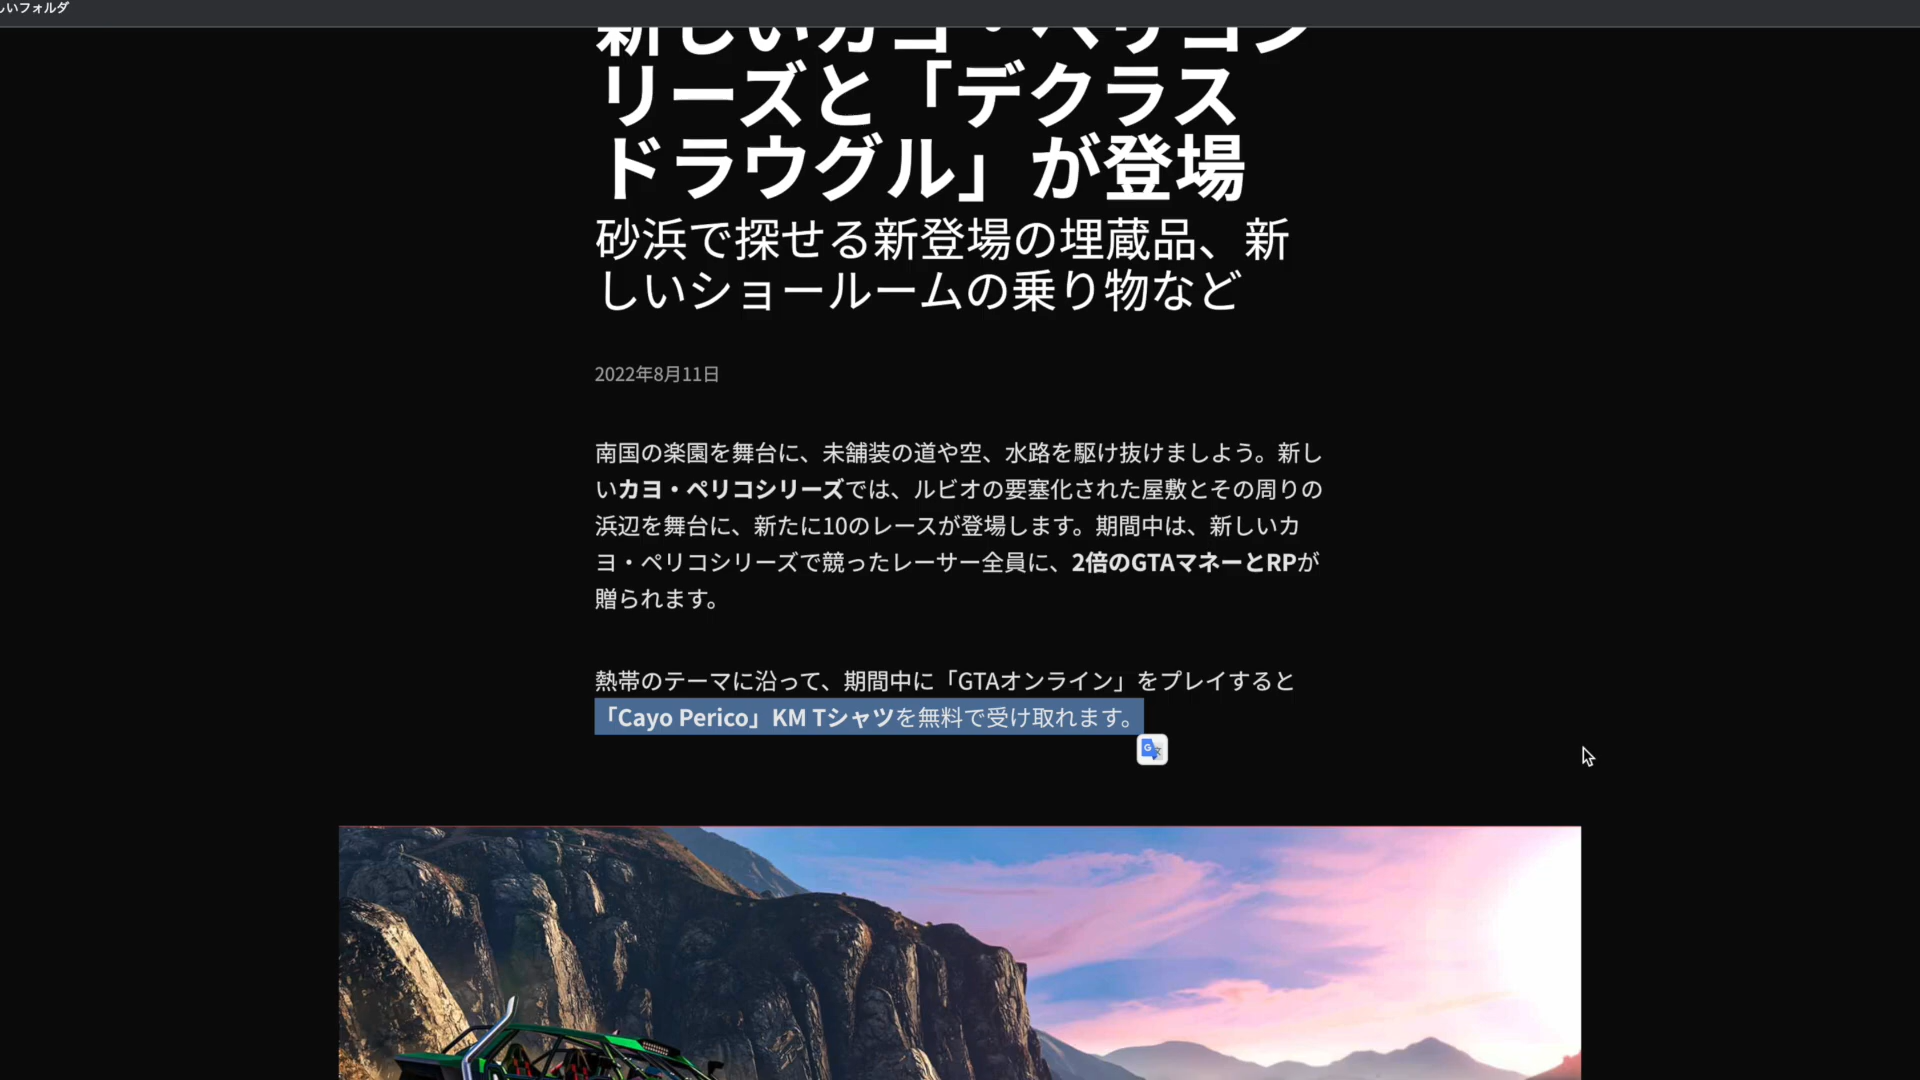 しいフォルダ
新しいカヨ・ペリコシ
リーズと「デクラス
ドラウグル」が登場
砂浜で探せる新登場の埋蔵品、新
しいショールームの乗り物など
2022年8月11日
南国の楽園を舞台に、未舗装の道や空、水路を駆け抜けましよう。新し
いカヨ・ペリコシリーズでは、ルビオの要塞化された屋敷とその周りの
浜辺を舞台に、新たに10のレースが登場します。期間中は、新しいカ
ヨ・ペリコシリーズで競ったレーサー全員に、2倍のGTAマネーとRPが
贈られます。
熱帯のテーマに沿って、期間中に「GTAオンライン」をプレイすると
「Cayo Perico」KM Tシャツを無料で受け取れます。